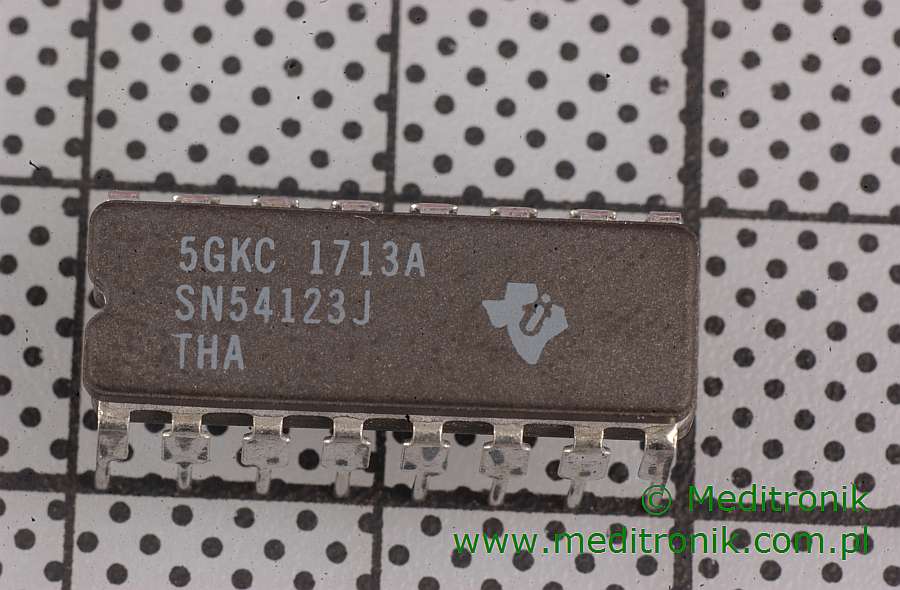 5GKC 1713A
SN54123J
THA
© Meditronik
www.meditronik.com.pl